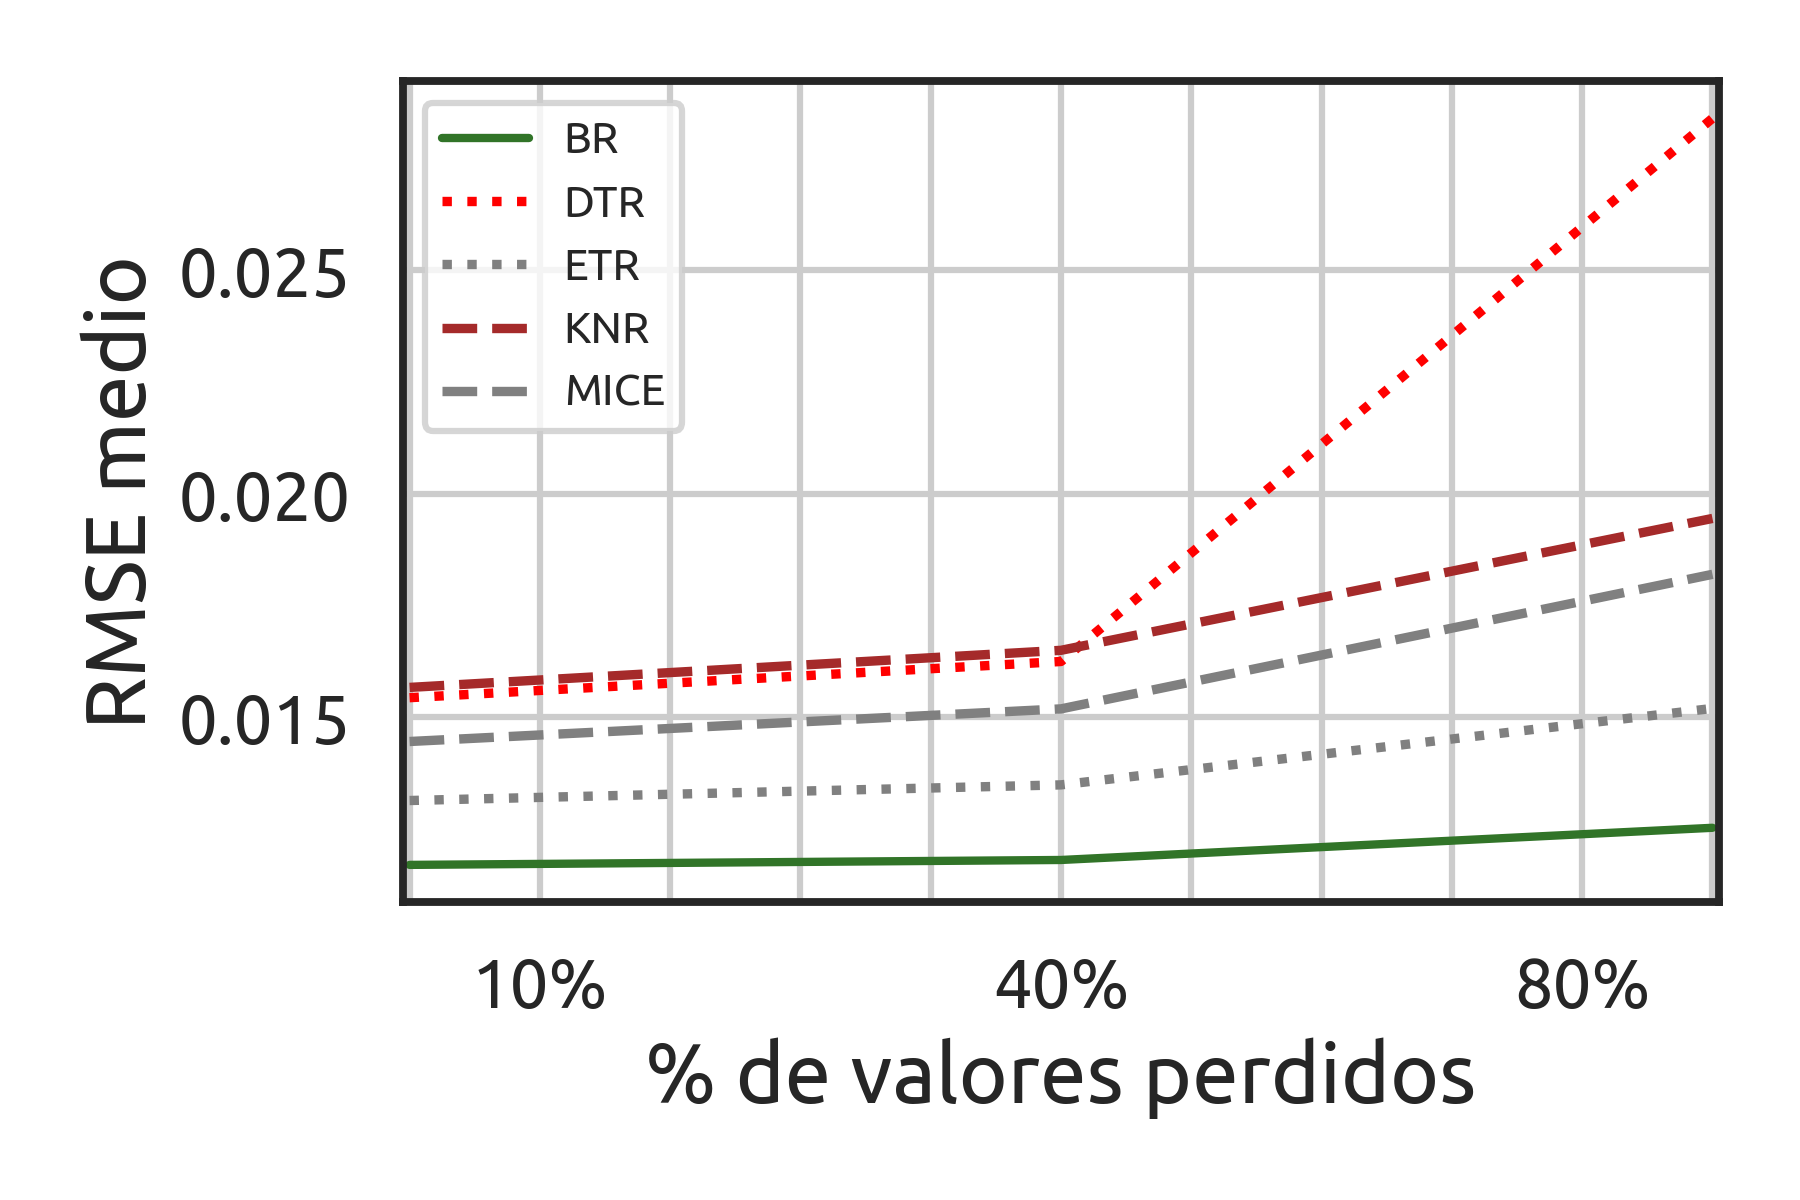 BR
DTR
ETR
KNR
MICE
RMSE medio
0.025
0.020
0.015
10% 40% 80%
% de valores perdidos